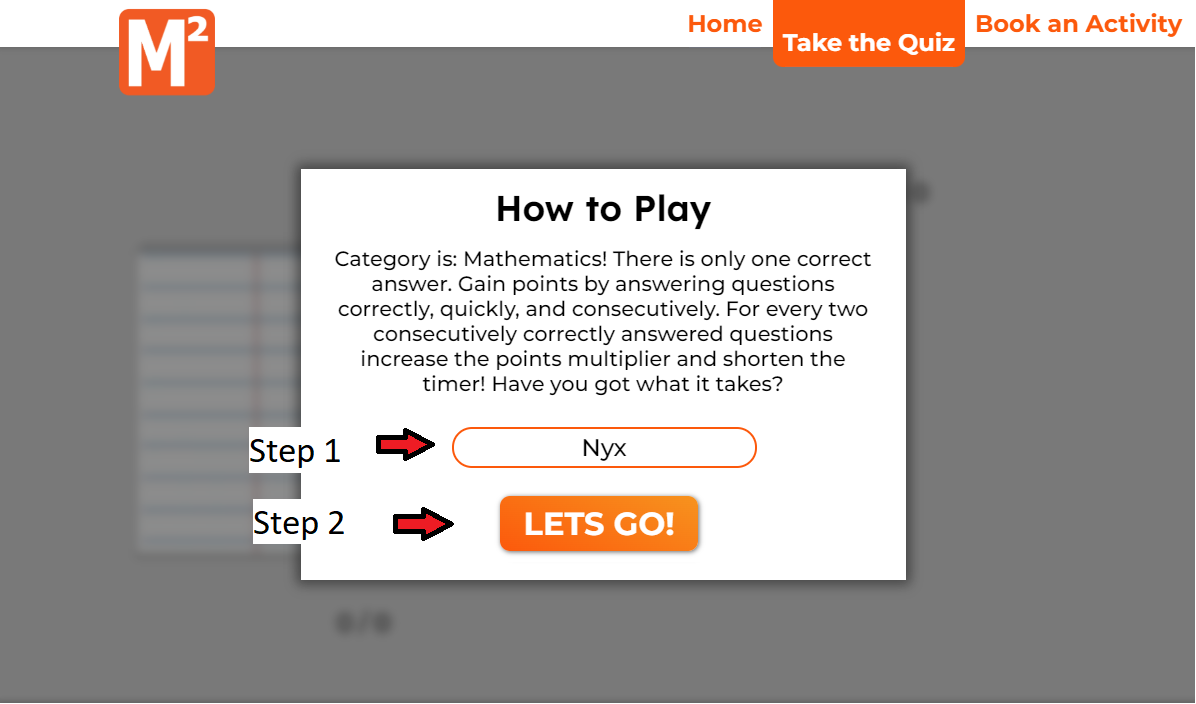 M²
Home
Take the Quiz
Book an Activity
How to Play
Category is: Mathematics! There is only one correct
answer. Gain points by answering questions
correctly, quickly, and consecutively. For every two
consecutively correctly answered questions
increase the points multiplier and shorten the
timer! Have you got what it takes?
Step 1
Nyx
Step 2
LETS GO!
0 / 0